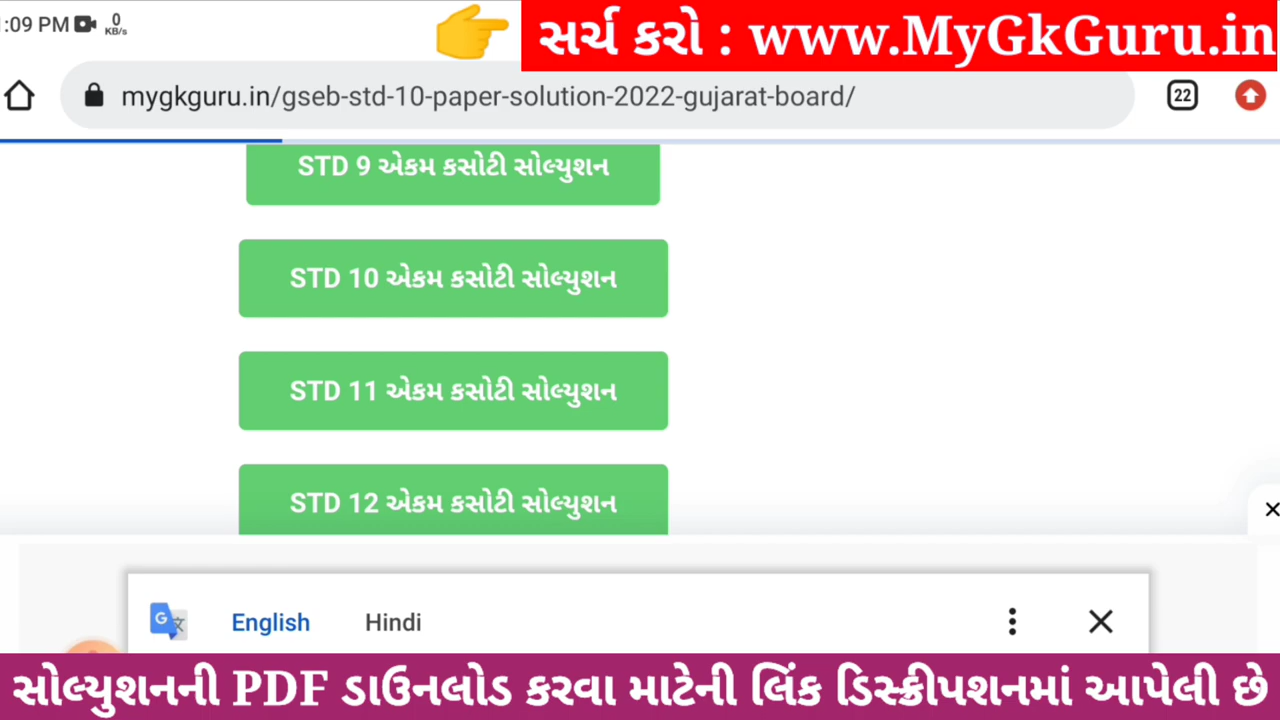 :09 PM 0 KB/s
સર્ચ કરો : www.MyGkGuru.in
mygkguru.in/gseb-std-10-paper-solution-2022-gujarat-board/
22
STD 9 એકમ કસોટી સોલ્યુશન
STD 10 એકમ કસોટી સોલ્યુશન
STD 11 એકમ કસોટી સોલ્યુશન
STD 12 એકમ કસોટી સોલ્યુશન
English Hindi
સોલ્યુશનની PDF ડાઉનલોડ કરવા માટેની લિંક ડિસ્ક્રીપશનમાં આપેલી છે